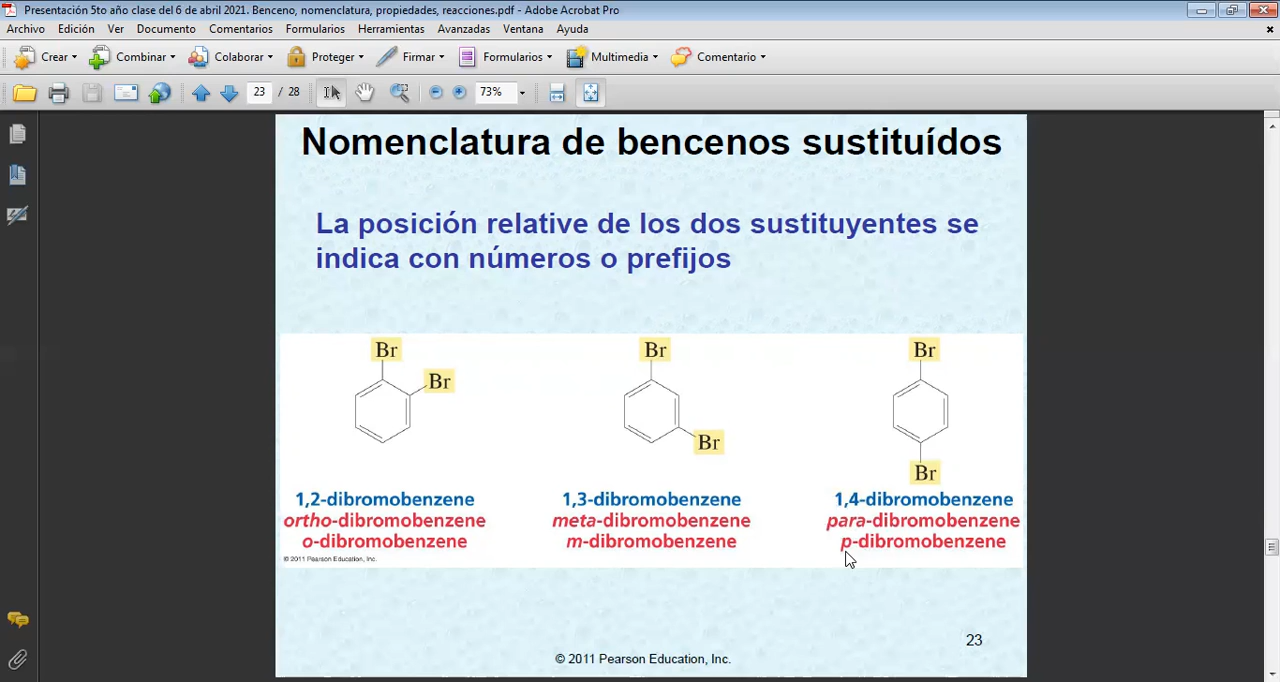 Presentación 5to año clase del 6 de abril 2021. Benceno, nomenclatura, propiedades, reacciones.pdf - Adobe Acrobat Pro
Archivo Edición Ver Documento Comentarios Formularios Herramientas Avanzadas Ventana Ayuda
Crear Combinar Colaborar Proteger Firmar Formularios Multimedia Comentario
23 / 28 73%
Nomenclatura de bencenos sustituídos
La posición relative de los dos sustituyentes se
indica con números o prefijos
Br Br Br
Br
Br
Br
1,2-dibromobenzene 1,3-dibromobenzene 1,4-dibromobenzene
ortho-dibromobenzene meta-dibromobenzene para-dibromobenzene
o-dibromobenzene m-dibromobenzene p-dibromobenzene
© 2011 Pearson Education, Inc.
23
© 2011 Pearson Education, Inc.